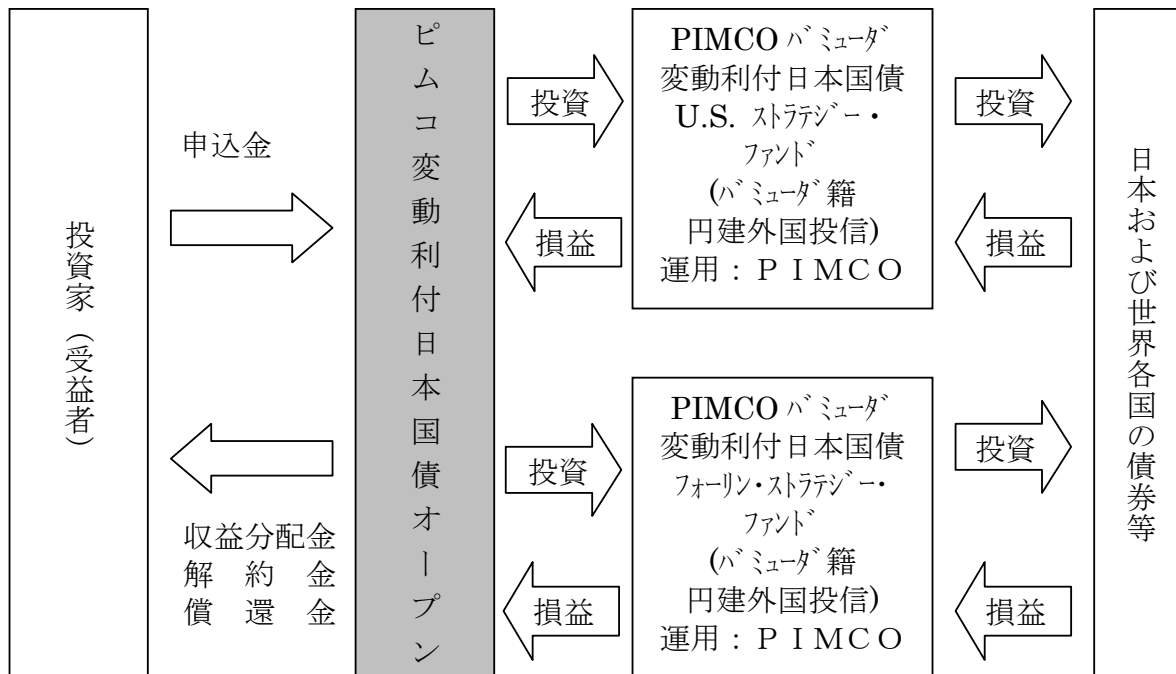 投資家（受益者）
申込金
収益分配金
解約金
償還金
ピムコ変動利付日本国債オープン
投資
損益
PIMCO バミューダ
変動利付日本国債
U.S. ストラテジー・
ファンド
(バミューダ籍
円建外国投信)
運用：ＰＩＭＣＯ
投資
損益
投資
損益
PIMCO バミューダ
変動利付日本国債
フォーリン・ストラテジー・
ファンド
(バミューダ籍
円建外国投信)
運用：ＰＩＭＣＯ
投資
損益
日本および世界各国の債券等